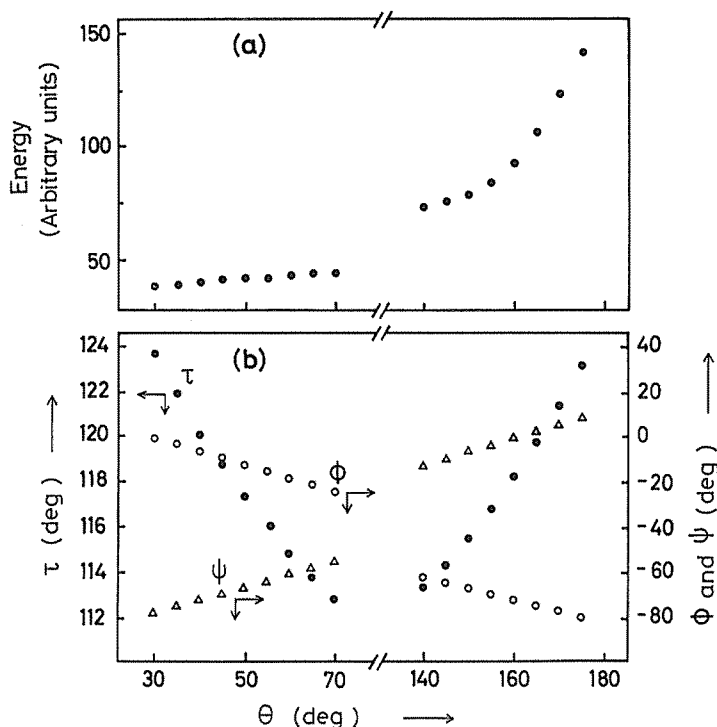 (a)
150
100
50
Energy
(Arbitrary units)
(b)
124
122
120
118
116
114
112
τ (deg)
τ
ϕ
ψ
40
20
0
-20
-40
-60
-80
ϕ and ψ (deg)
30 50 70 140 160 180
θ (deg)